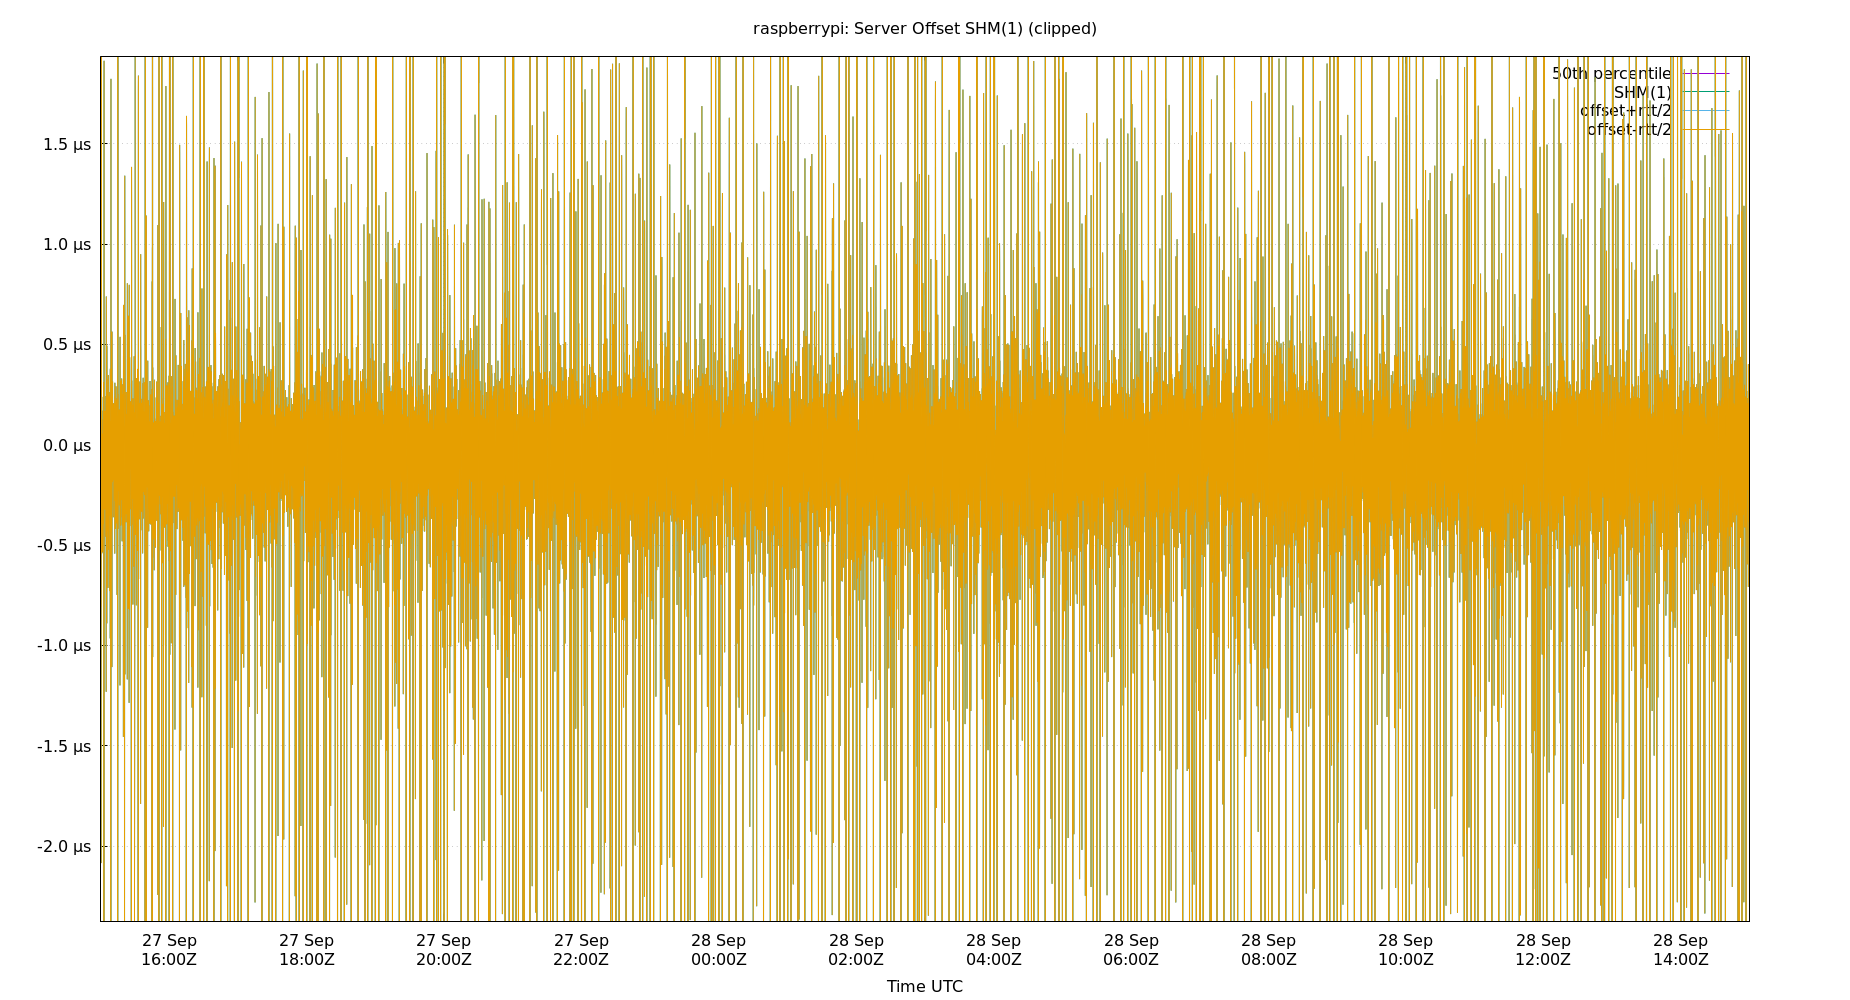 raspberrypi: Server Offset SHM(1) (clipped)
50th percentile
SHM(1)
offset+rtt/2
offset-rtt/2
1.5 µs
1.0 µs
0.5 µs
0.0 µs
-0.5 µs
-1.0 µs
-1.5 µs
-2.0 µs
27 Sep 27 Sep 27 Sep 27 Sep 28 Sep 28 Sep 28 Sep 28 Sep 28 Sep 28 Sep 28 Sep 28 Sep
16:00Z 18:00Z 20:00Z 22:00Z 00:00Z 02:00Z 04:00Z 06:00Z 08:00Z 10:00Z 12:00Z 14:00Z
Time UTC